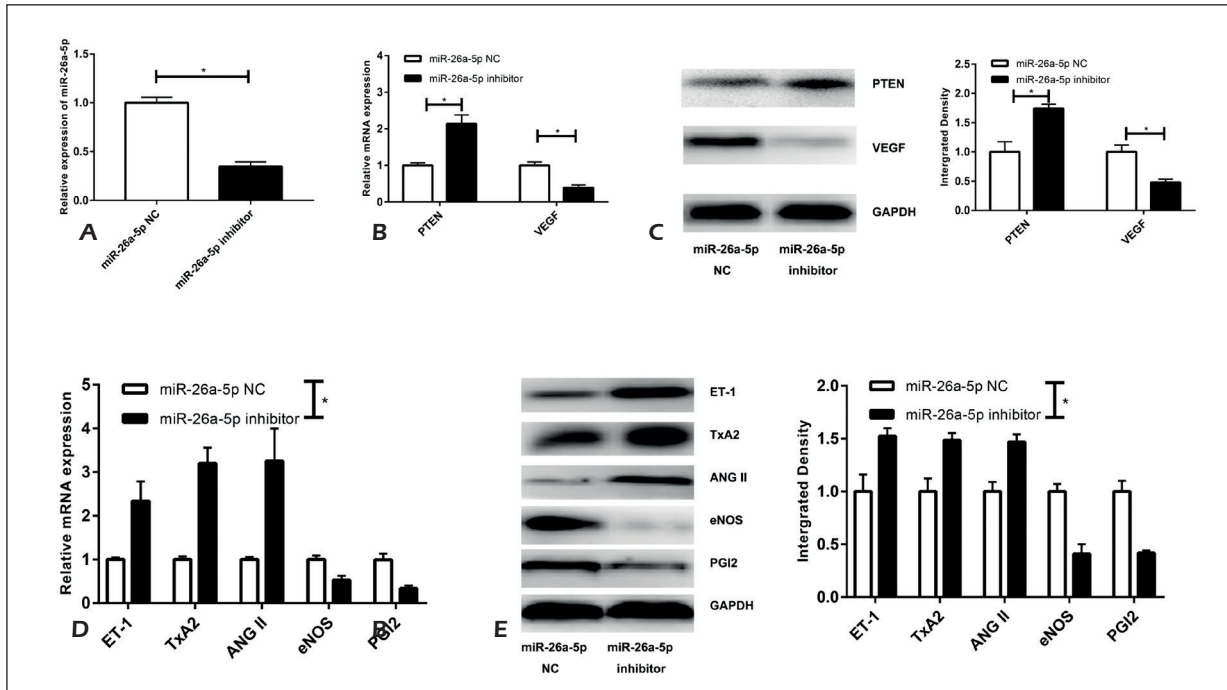 Relative expression of miR-26a-5p
1.5
1.0
0.5
0.0
*
miR-26a-5p NC
miR-26a-5p inhibitor
A
Relative mRNA expression
4
3
2
1
0
miR-26a-5p NC
miR-26a-5p inhibitor
*
*
PTEN
VEGF
B
PTEN
VEGF
GAPDH
miR-26a-5p
NC
miR-26a-5p
inhibitor
C
Intergrated Density
2.5
2.0
1.5
1.0
0.5
0.0
miR-26a-5p NC
miR-26a-5p inhibitor
*
*
PTEN
VEGF
Relative mRNA expression
5
4
3
2
1
0
miR-26a-5p NC
miR-26a-5p inhibitor
*
ET-1
TxA2
ANG II
eNOS
PGI2
D
B
ET-1
TxA2
ANG II
eNOS
PGI2
GAPDH
miR-26a-5p
NC
miR-26a-5p
inhibitor
E
Intergrated Density
2.0
1.5
1.0
0.5
0.0
miR-26a-5p NC
miR-26a-5p inhibitor
*
ET-1
TxA2
ANG II
eNOS
PGI2